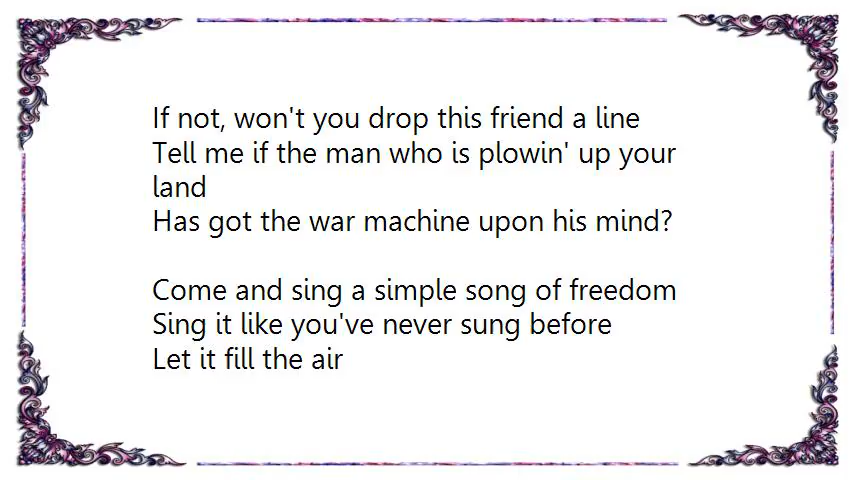 If not, won't you drop this friend a line
Tell me if the man who is plowin' up your
land
Has got the war machine upon his mind?

Come and sing a simple song of freedom
Sing it like you've never sung before
Let it fill the air